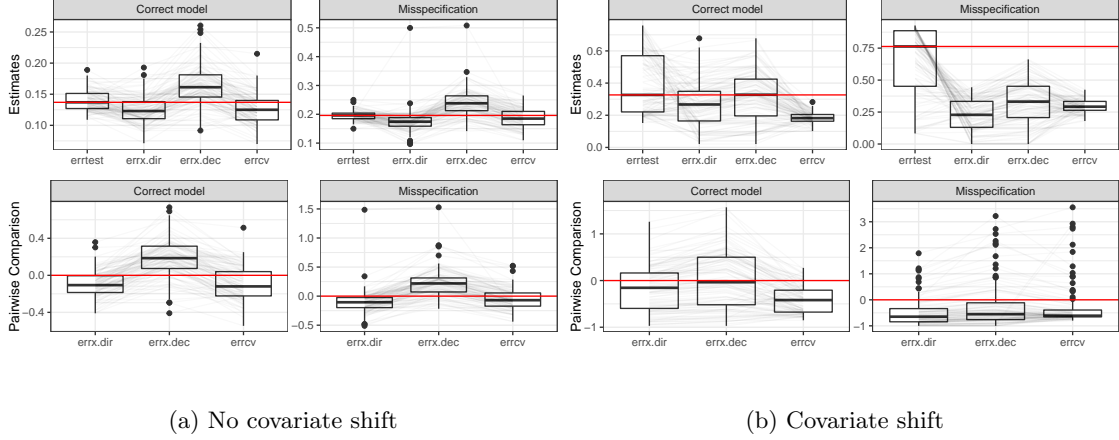 Correct model
Misspecification
Correct model
Misspecification
Estimates
0.25
0.20
0.15
0.10
0.5
0.4
0.3
0.2
0.1
Estimates
0.6
0.4
0.2
0.0
0.75
0.50
0.25
0.00
errtest errx.dir errx.dec errcv
errtest errx.dir errx.dec errcv
errtest errx.dir errx.dec errcv
errtest errx.dir errx.dec errcv
Correct model
Misspecification
Correct model
Misspecification
Pairwise Comparison
0.4
0.0
−0.4
1.5
1.0
0.5
0.0
−0.5
Pairwise Comparison
1
0
−1
3
2
1
0
−1
errx.dir errx.dec errcv
errx.dir errx.dec errcv
errx.dir errx.dec errcv
errx.dir errx.dec errcv
(a) No covariate shift
(b) Covariate shift